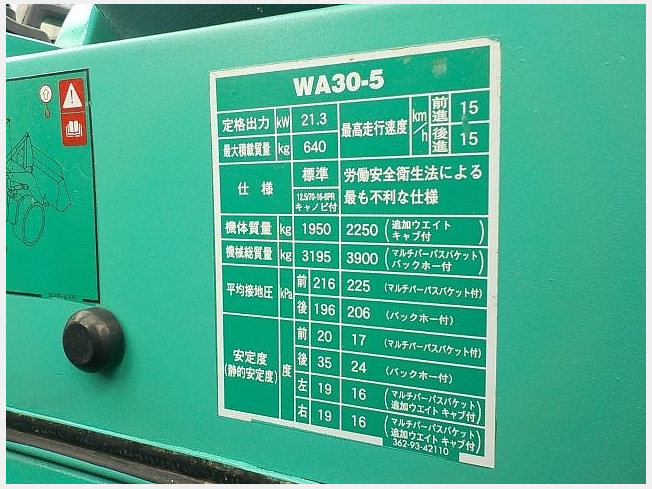 WA30-5
定格出力 kW 21.3 最高走行速度 km/h 前進 15
最大積載質量 kg 640 後進 15
仕様 標準 労働安全衛生法による
12.5/70-16-6PR キャノピ付 最も不利な仕様
機体質量 kg 1950 2250 (追加ウエイト キャブ付)
機械総質量 kg 3195 3900 (マルチパーパスバケット バックホー付)
平均接地圧 kPa 前 216 225 (マルチパーパスバケット付)
後 196 206 (バックホー付)
安定度 (静的安定度) 度 前 20 17 (マルチパーパスバケット付)
後 35 24 (バックホー付)
左 19 16 (マルチパーパスバケット 追加ウエイト キャブ付)
右 19 16 (マルチパーパスバケット 追加ウエイト キャブ付)
362-93-42110